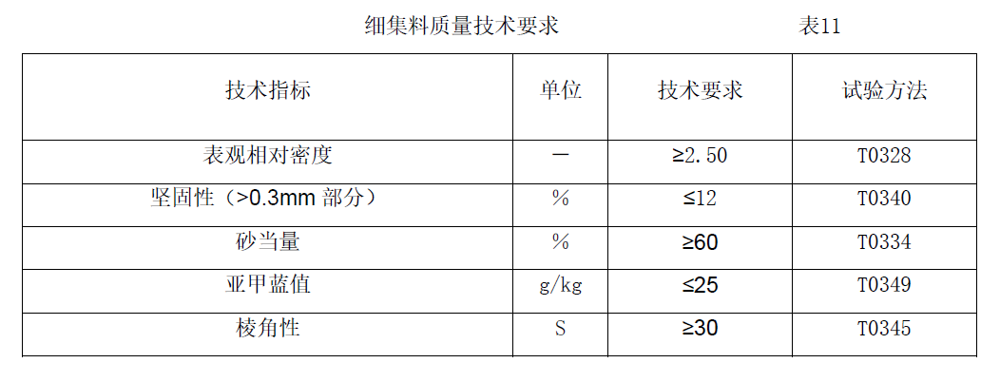 细集料质量技术要求 表11
技术指标 单位 技术要求 试验方法
表观相对密度 — ≥2.50 T0328
坚固性（>0.3mm 部分） % ≤12 T0340
砂当量 % ≥60 T0334
亚甲蓝值 g/kg ≤25 T0349
棱角性 S ≥30 T0345